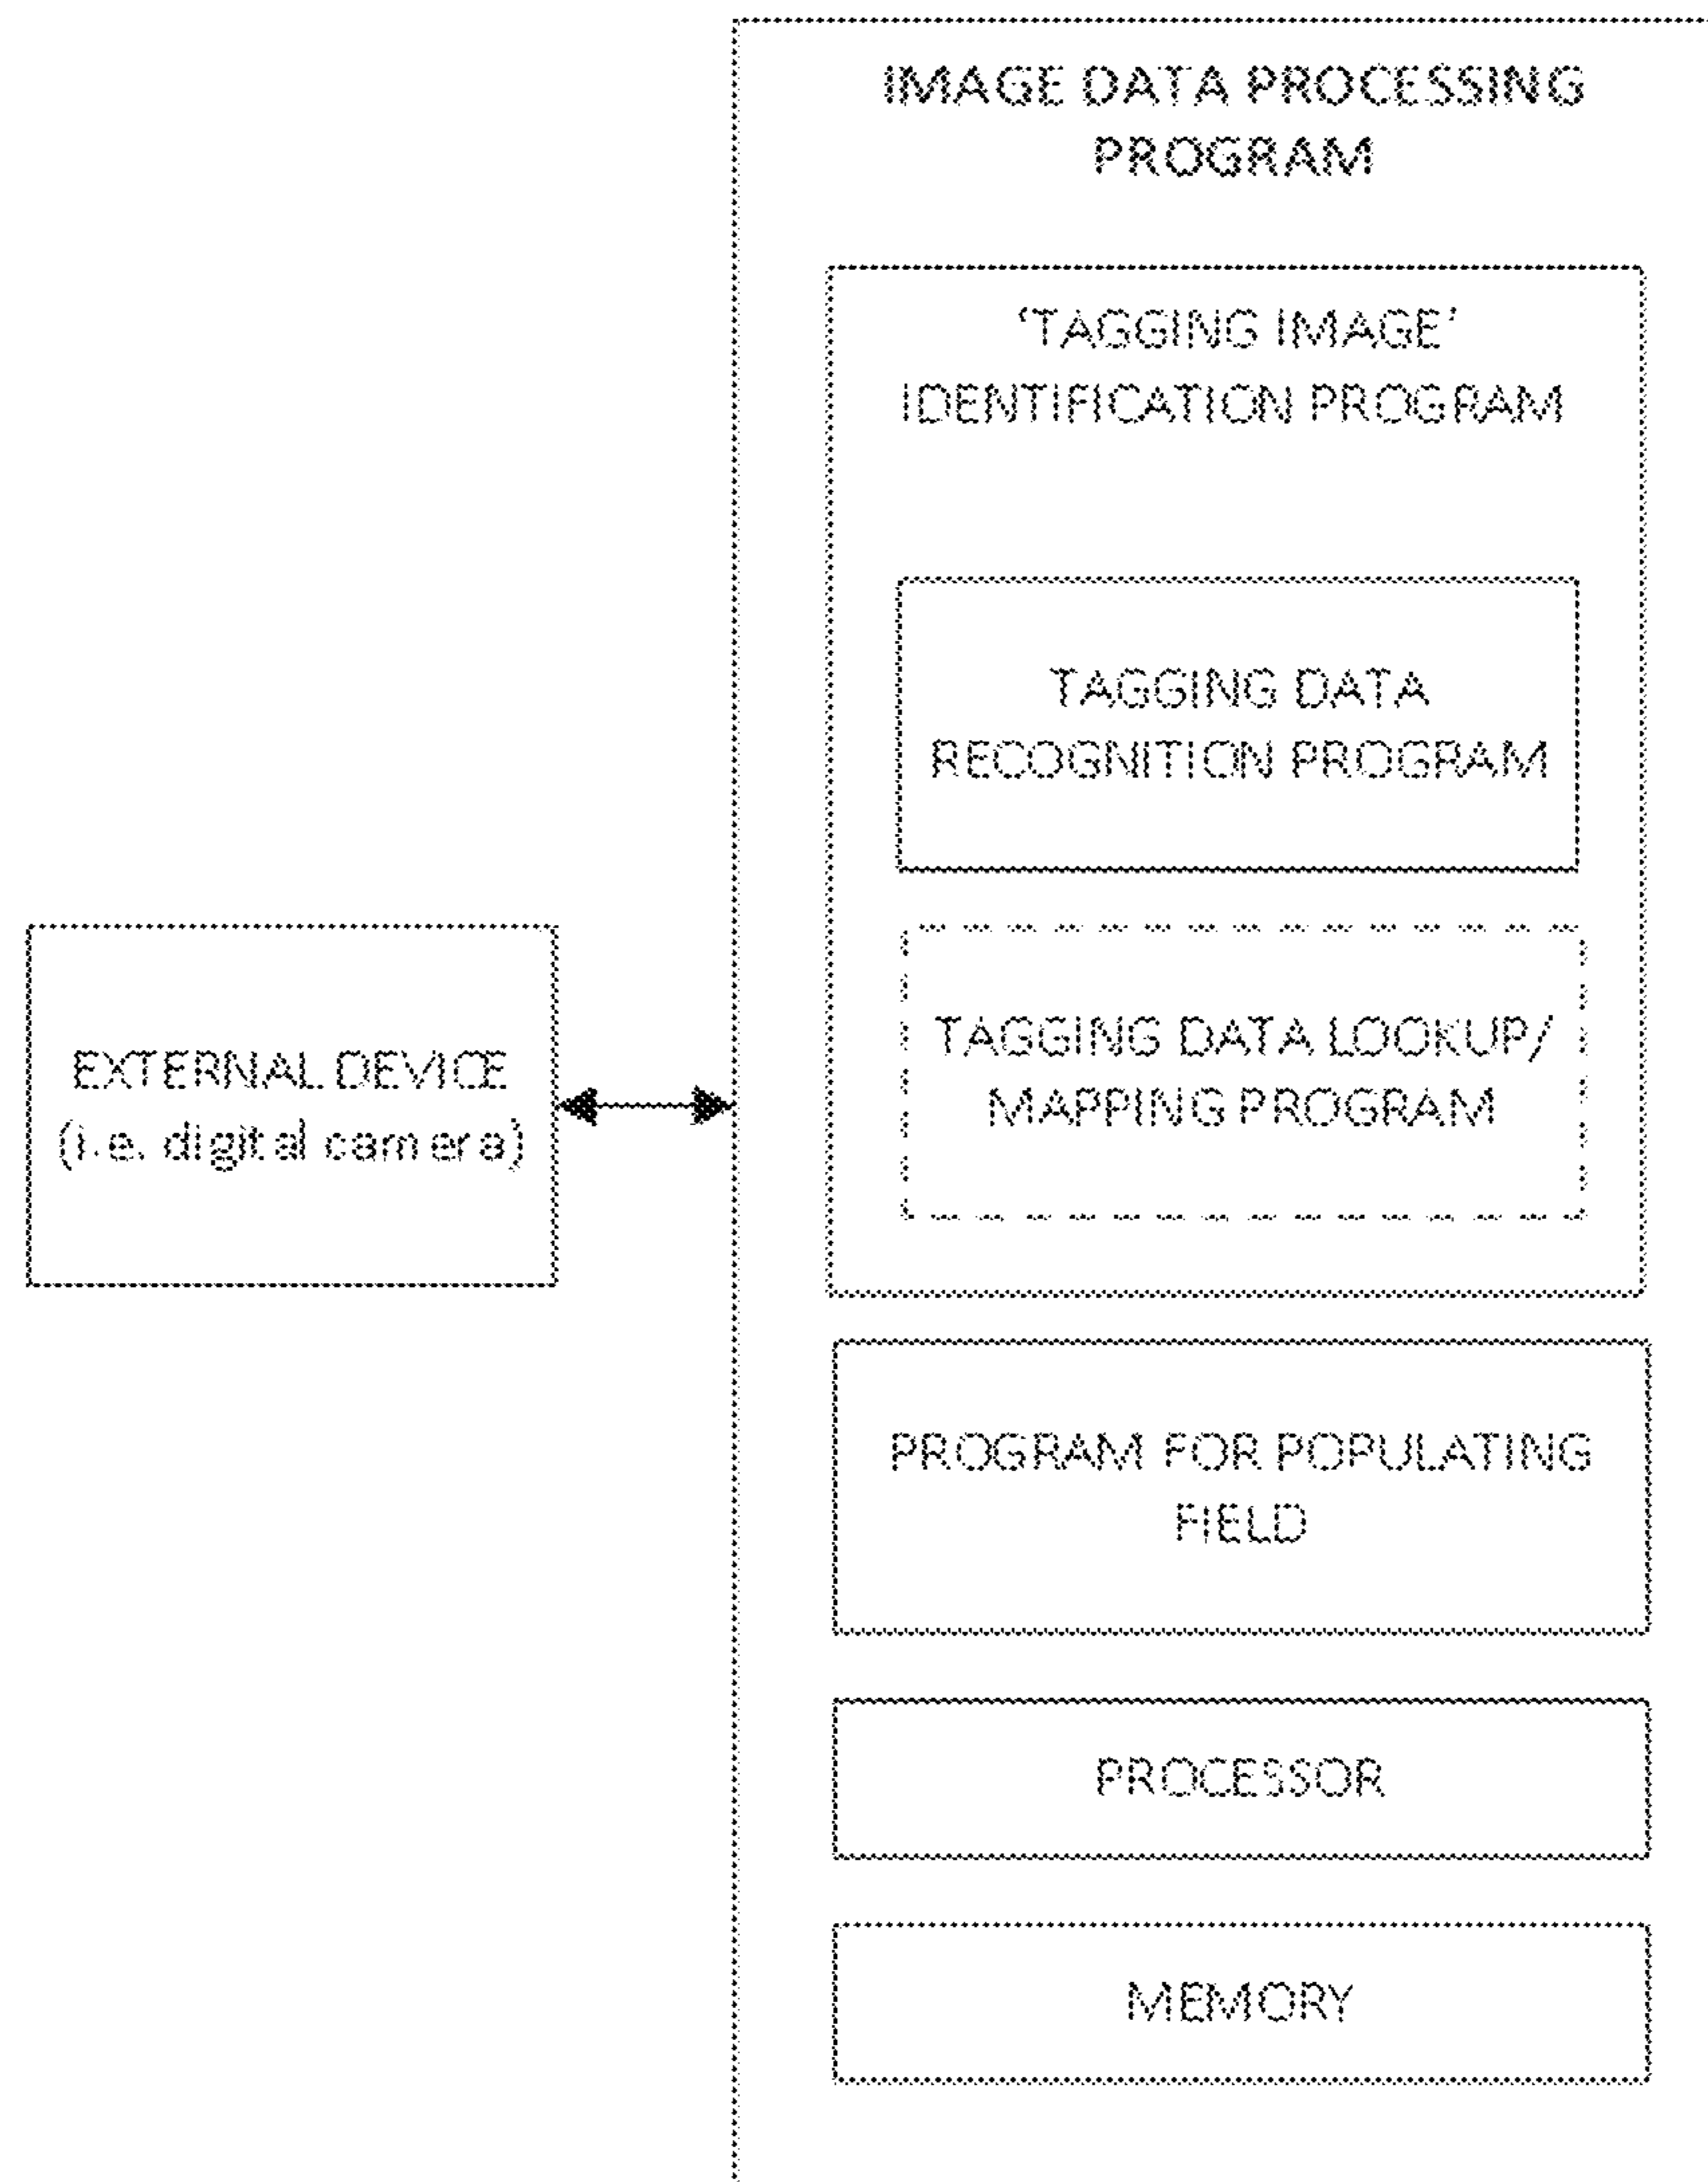 IMAGE DATA PROCESSING
PROGRAM
‘TAGGING IMAGE’
IDENTIFICATION PROGRAM
TAGGING DATA
RECOGNITION PROGRAM
TAGGING DATA LOOKUP/
MAPPING PROGRAM
EXTERNAL DEVICE
(i.e. digital camera)
PROGRAM FOR POPULATING
FIELD
PROCESSOR
MEMORY